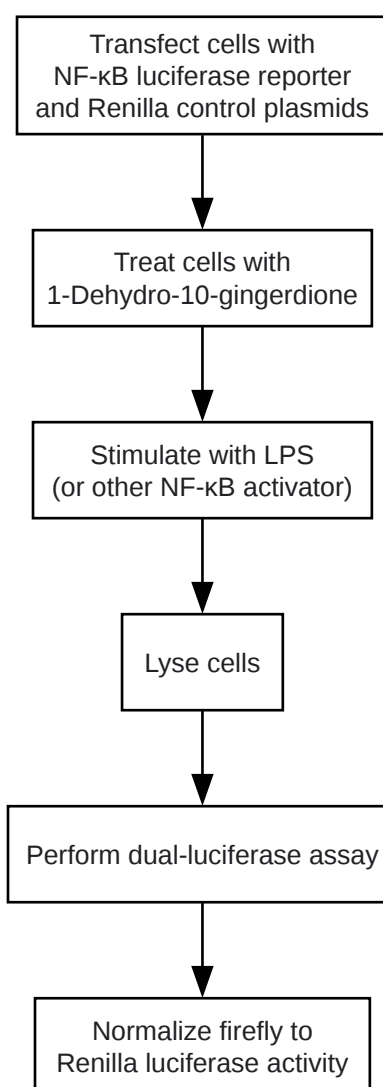 Transfect cells with
NF-κB luciferase reporter
and Renilla control plasmids
Treat cells with
1-Dehydro-10-gingerdione
Stimulate with LPS
(or other NF-κB activator)
Lyse cells
Perform dual-luciferase assay
Normalize firefly to
Renilla luciferase activity